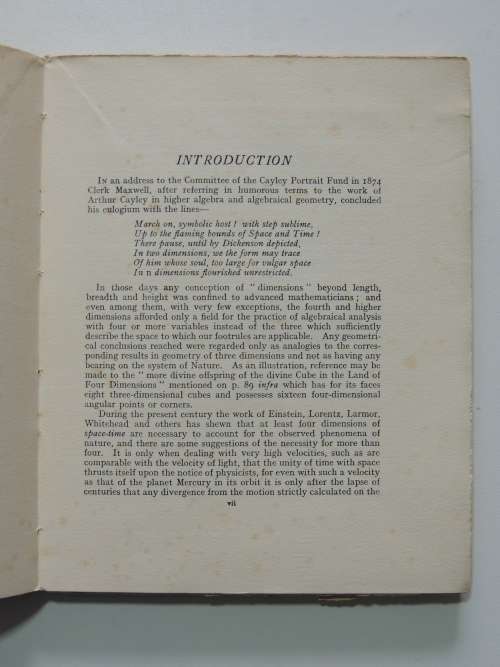 INTRODUCTION
In an address to the Committee of the Cayley Portrait Fund in 1874
Clerk Maxwell, after referring in humorous terms to the work of
Arthur Cayley in higher algebra and algebraical geometry, concluded
his eulogium with the lines—
March on, symbolic host! with step sublime,
Up to the flaming bounds of Space and Time!
There pause, until by Dickenson depicted,
In two dimensions, we the form may trace
Of him whose soul, too large for vulgar space
In n dimensions flourished unrestricted.
In those days any conception of "dimensions" beyond length,
breadth and height was confined to advanced mathematicians; and
even among them, with very few exceptions, the fourth and higher
dimensions afforded only a field for the practice of algebraical analysis
with four or more variables instead of the three which sufficiently
describe the space to which our footrules are applicable. Any geometri-
cal conclusions reached were regarded only as analogies to the corres-
ponding results in geometry of three dimensions and not as having any
bearing on the system of Nature. As an illustration, reference may be
made to the "more divine offspring of the divine Cube in the Land of
Four Dimensions" mentioned on p. 89 infra which has for its faces
eight three-dimensional cubes and possesses sixteen four-dimensional
angular points or corners.
During the present century the work of Einstein, Lorentz, Larmor,
Whitehead and others has shewn that at least four dimensions of
space-time are necessary to account for the observed phenomena of
nature, and there are some suggestions of the necessity for more than
four. It is only when dealing with very high velocities, such as are
comparable with the velocity of light, that the unity of time with space
thrusts itself upon the notice of physicists, for even with such a velocity
as that of the planet Mercury in its orbit it is only after the lapse of
centuries that any divergence from the motion strictly calculated on the
vii